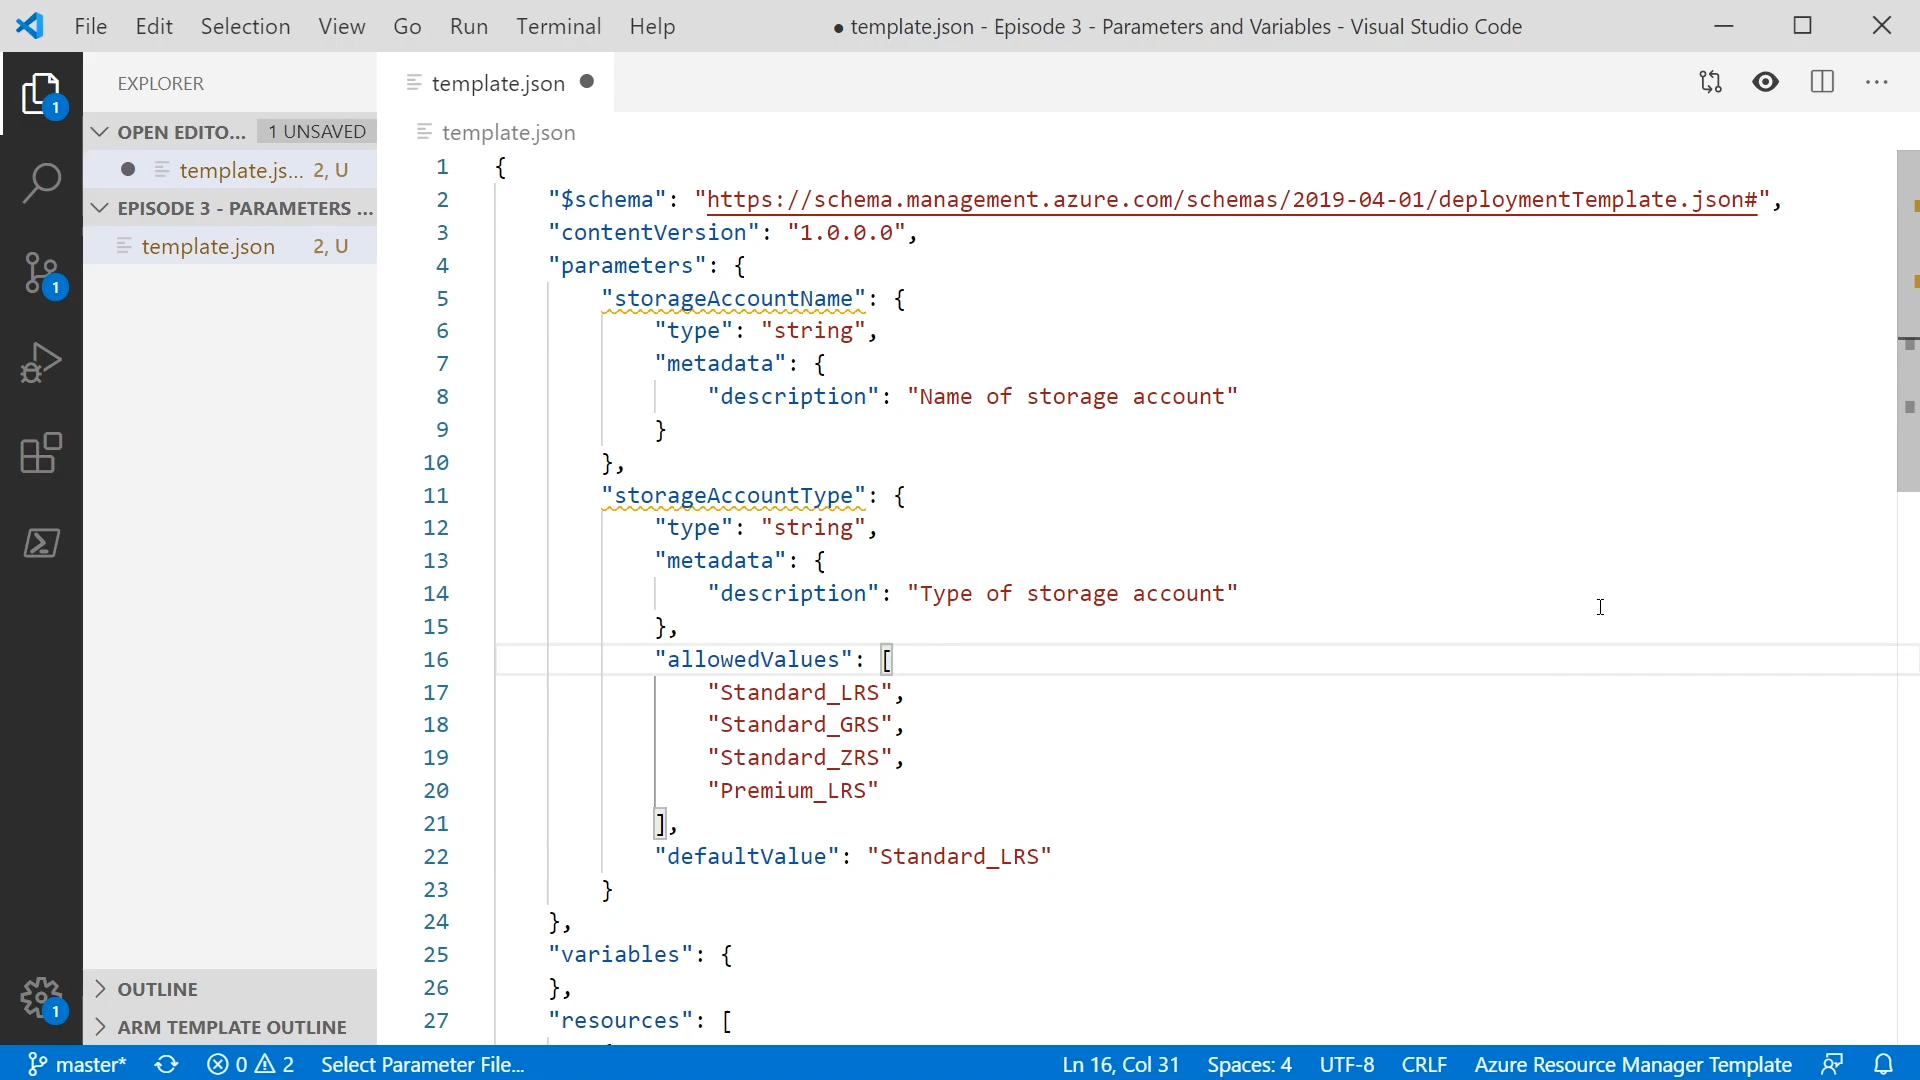 File Edit Selection View Go Run Terminal Help
● template.json - Episode 3 - Parameters and Variables - Visual Studio Code
EXPLORER
OPEN EDITO... 1 UNSAVED
template.js... 2, U
EPISODE 3 - PARAMETERS ...
template.json 2, U
OUTLINE
ARM TEMPLATE OUTLINE
1
1
1
template.json
template.json
1 {
2 "$schema": "https://schema.management.azure.com/schemas/2019-04-01/deploymentTemplate.json#",
3 "contentVersion": "1.0.0.0",
4 "parameters": {
5 "storageAccountName": {
6 "type": "string",
7 "metadata": {
8 "description": "Name of storage account"
9 }
10 },
11 "storageAccountType": {
12 "type": "string",
13 "metadata": {
14 "description": "Type of storage account"
15 },
16 "allowedValues": [
17 "Standard_LRS",
18 "Standard_GRS",
19 "Standard_ZRS",
20 "Premium_LRS"
21 ],
22 "defaultValue": "Standard_LRS"
23 }
24 },
25 "variables": {
26 },
27 "resources": [
master* 0 2 Select Parameter File... Ln 16, Col 31 Spaces: 4 UTF-8 CRLF Azure Resource Manager Template